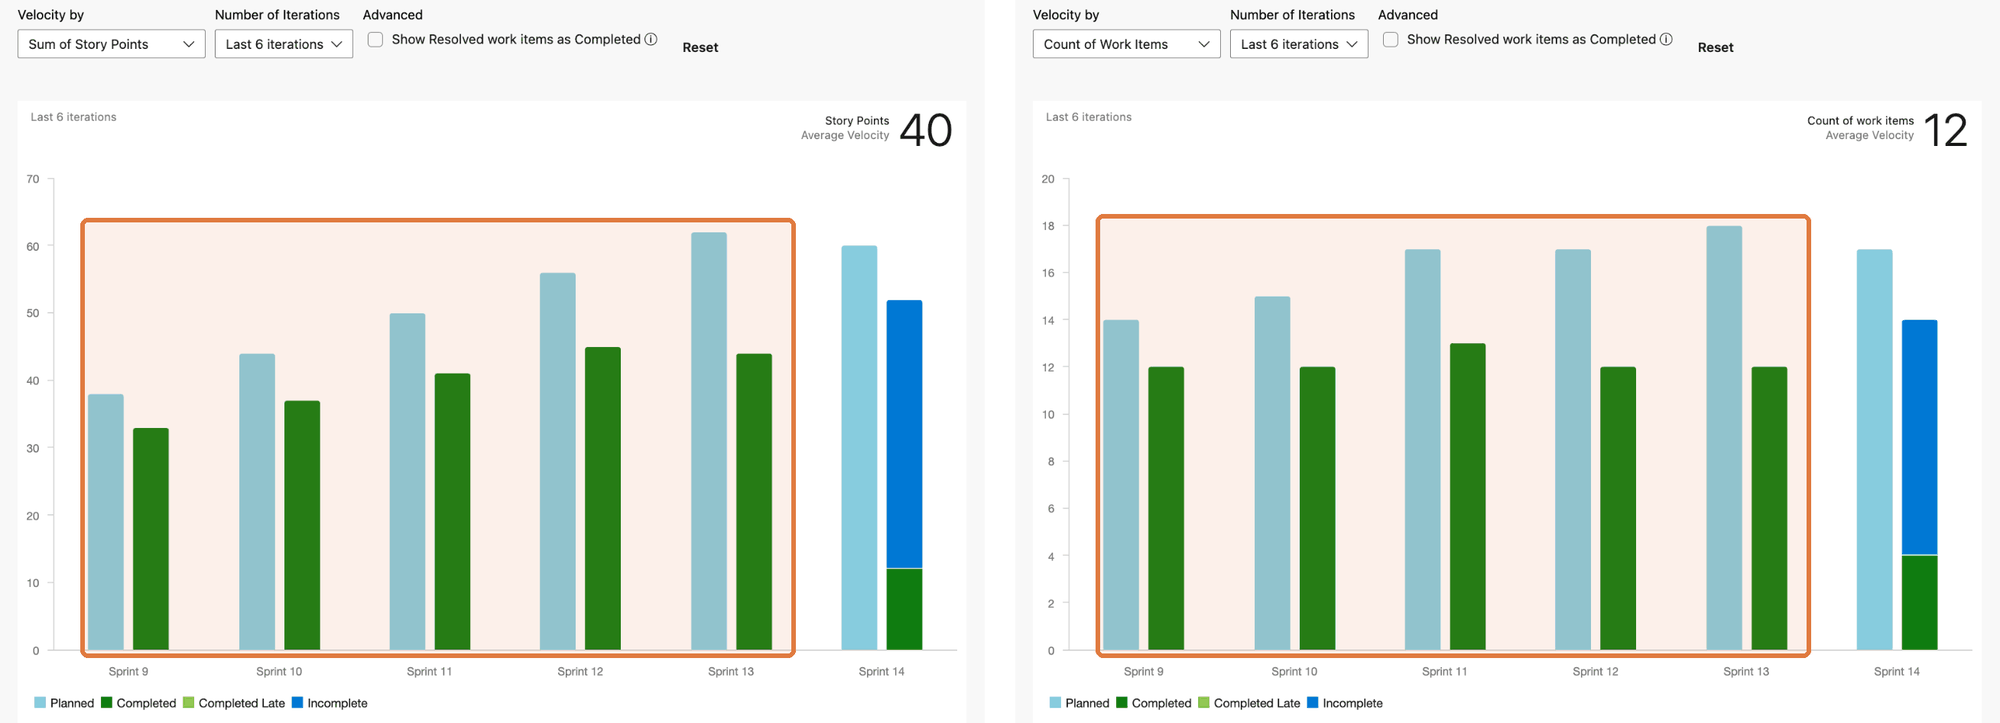 Velocity by
Number of Iterations
Advanced
Sum of Story Points
Last 6 iterations
Show Resolved work items as Completed
Reset
Last 6 iterations
Story Points
Average Velocity
40
70
60
50
40
30
20
10
0
Sprint 9
Sprint 10
Sprint 11
Sprint 12
Sprint 13
Sprint 14
Planned
Completed
Completed Late
Incomplete
Velocity by
Number of Iterations
Advanced
Count of Work Items
Last 6 iterations
Show Resolved work items as Completed
Reset
Last 6 iterations
Count of work items
Average Velocity
12
20
18
16
14
12
10
8
6
4
2
0
Sprint 9
Sprint 10
Sprint 11
Sprint 12
Sprint 13
Sprint 14
Planned
Completed
Completed Late
Incomplete